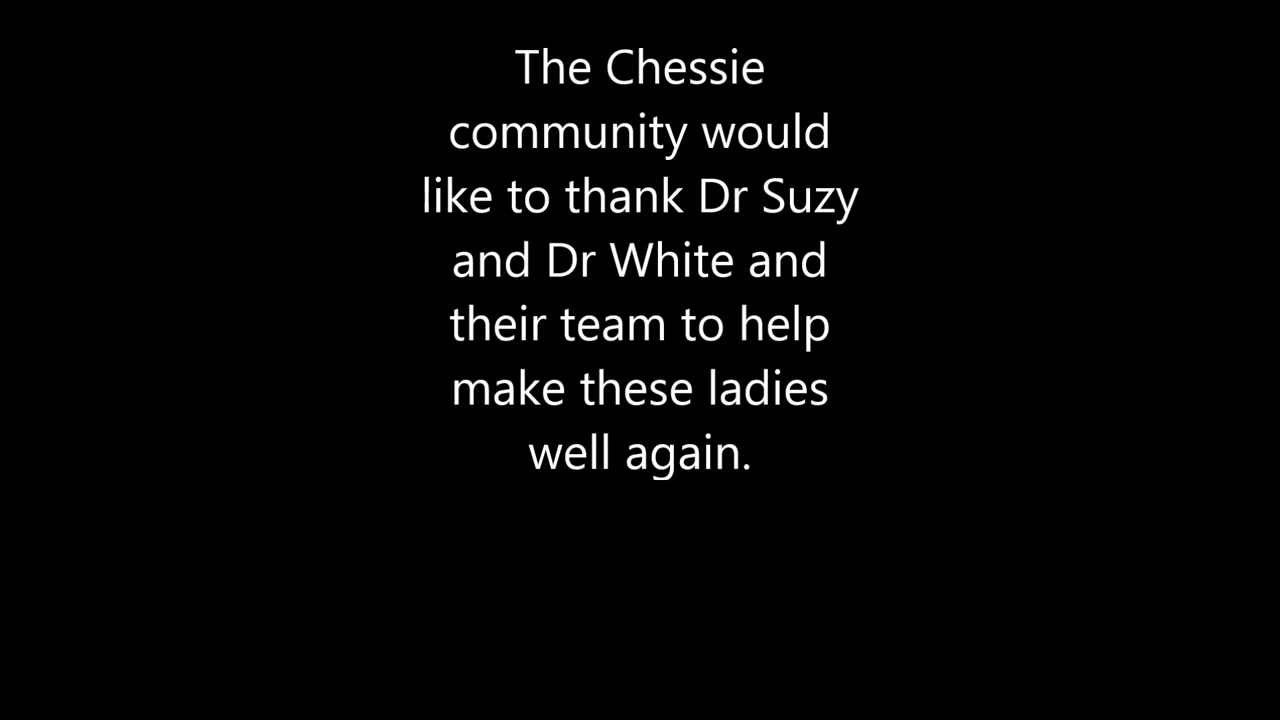 The Chessie
community would
like to thank Dr Suzy
and Dr White and
their team to help
make these ladies
well again.